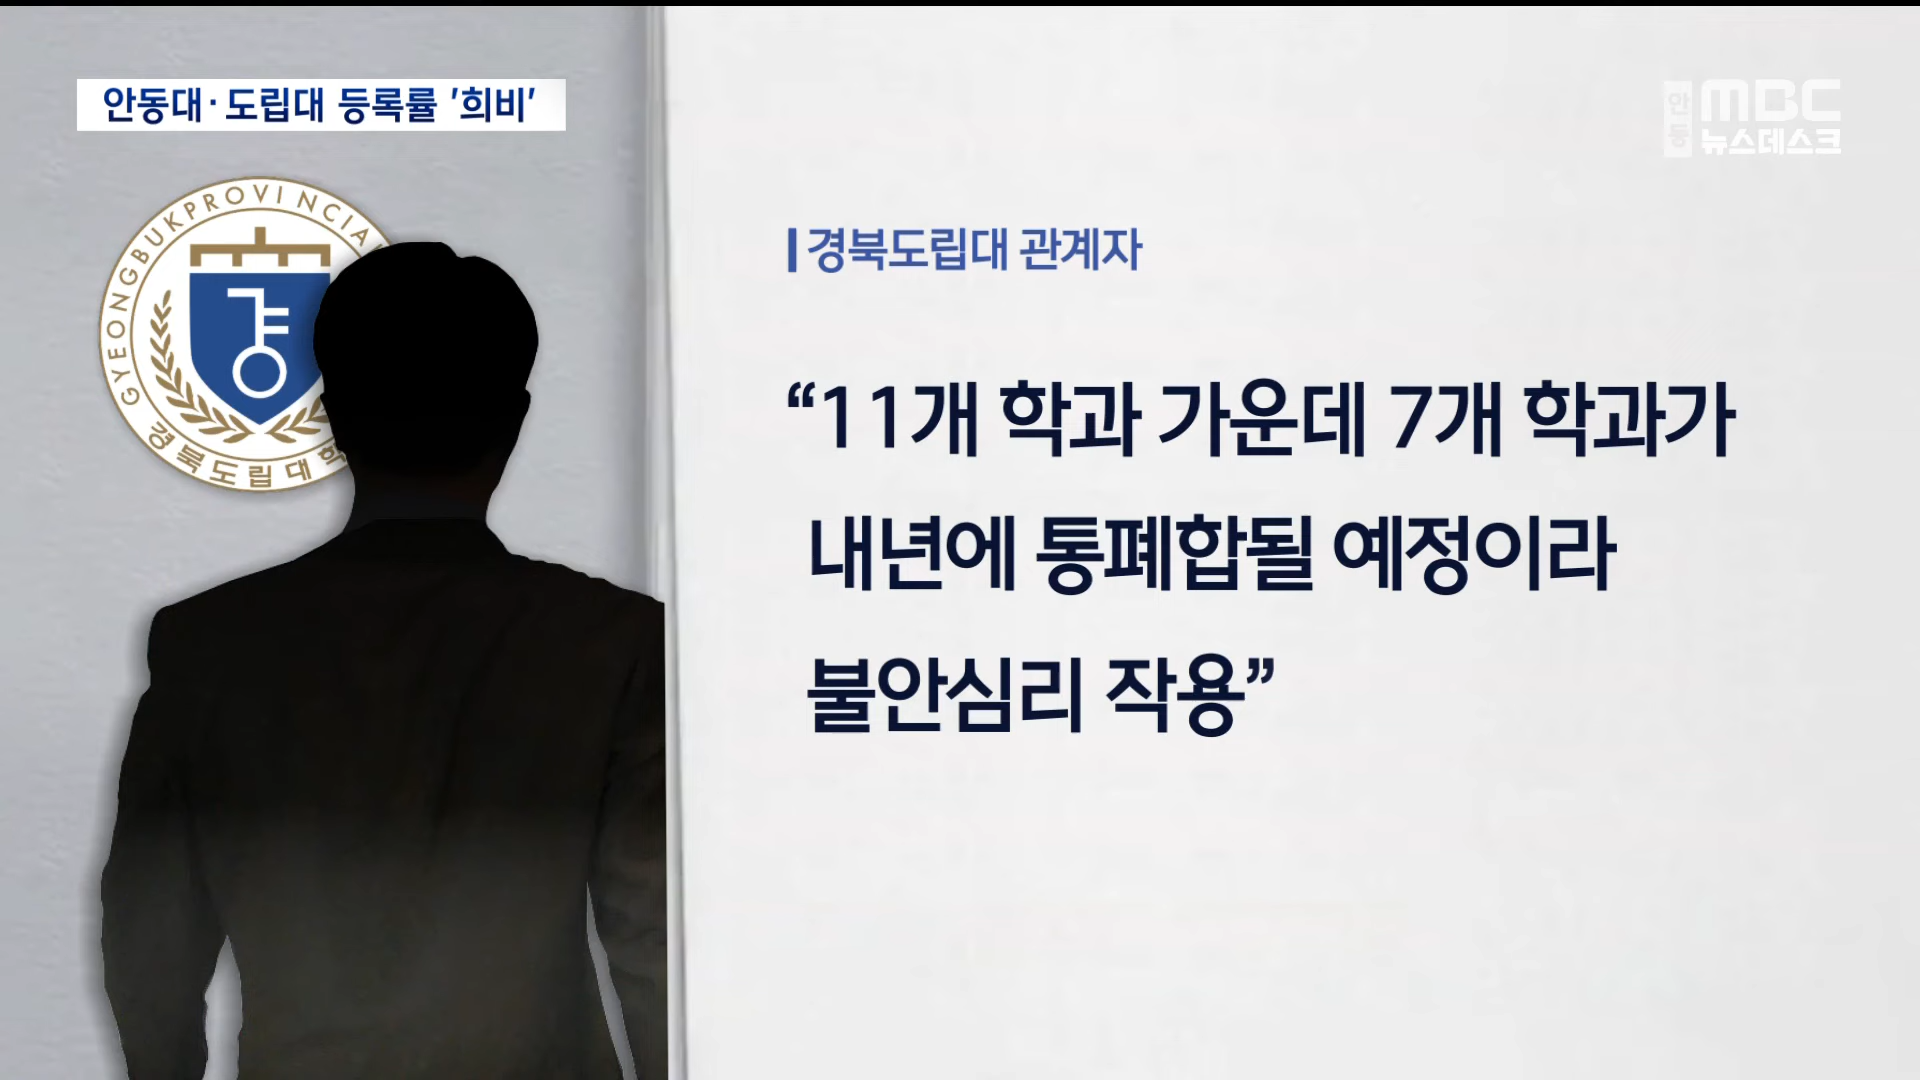 안동대·도립대 등록률 '희비'
안동
MBC
뉴스데스크
GYEONGBUKPROVINCIA
경북도립대학
경북도립대 관계자
“11개 학과 가운데 7개 학과가
내년에 통폐합될 예정이라
불안심리 작용”